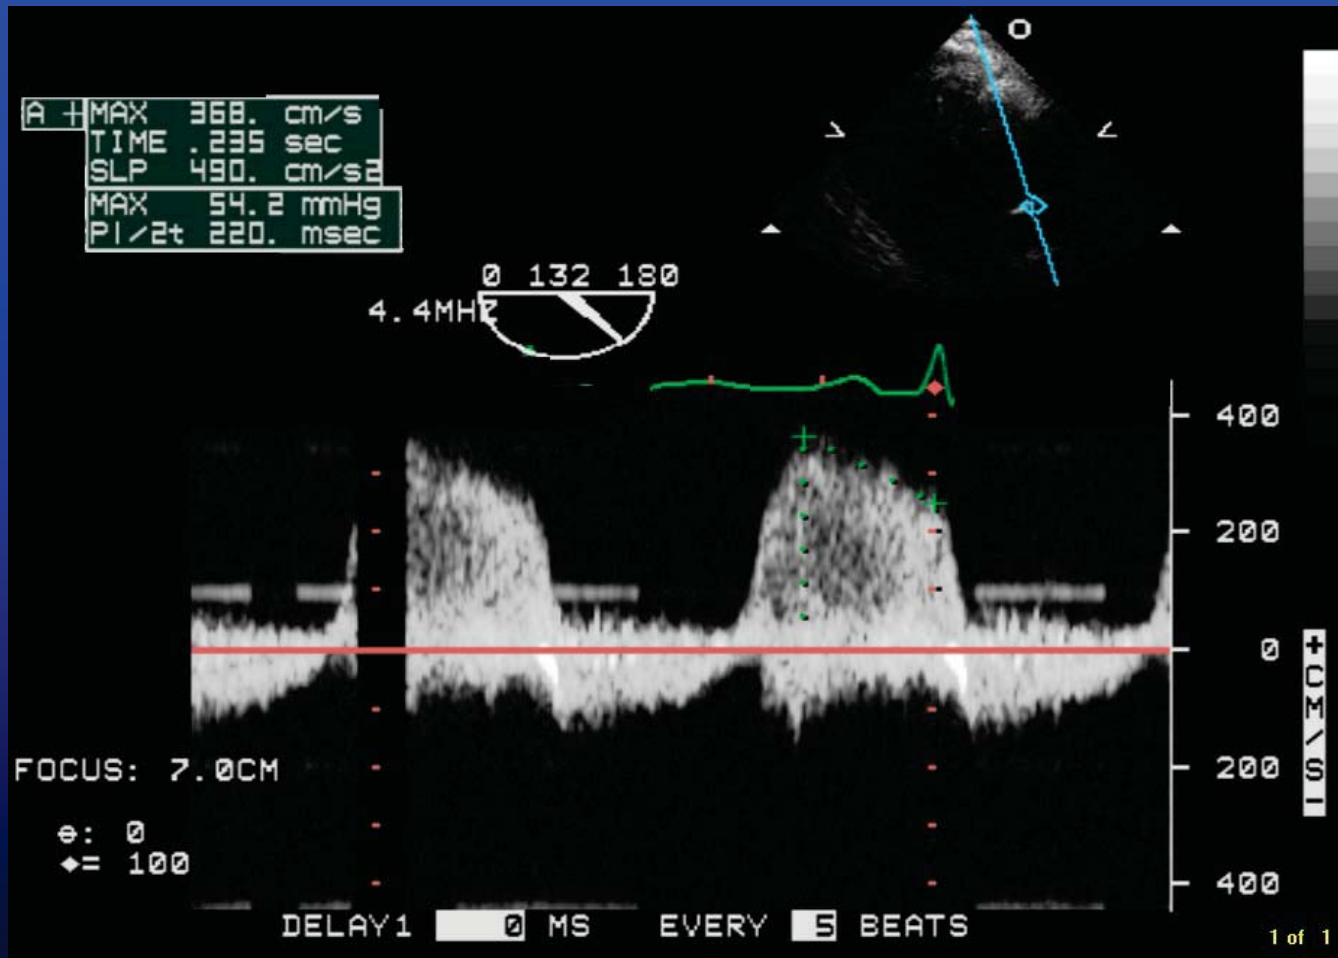 A MAX 368. cm/s
TIME .235 sec
SLP 490. cm/s2
MAX 54.2 mmHg
P1/2t 220. msec
0 132 180
4.4MHZ
400
200
0
200
400
+CM/S-
FOCUS: 7.0CM
⊖: 0
◆= 100
DELAY1 0 MS EVERY 5 BEATS
1 of 1